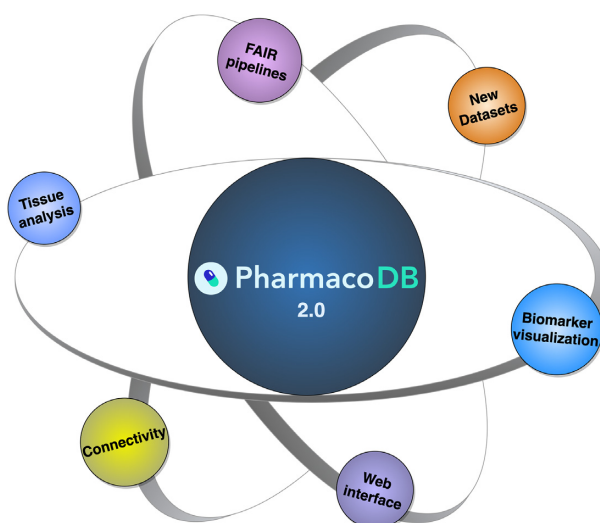 FAIR
pipelines
New
Datasets
Tissue
analysis
PharmacoDB
2.0
Biomarker
visualization
Connectivity
Web
interface